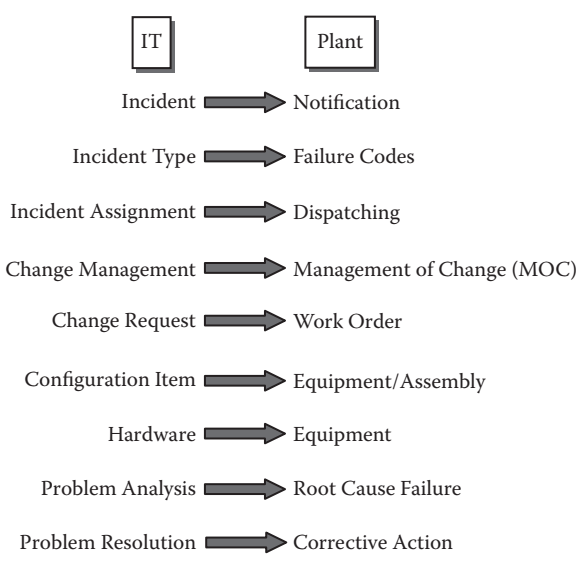 IT Plant
Incident Notification
Incident Type Failure Codes
Incident Assignment Dispatching
Change Management Management of Change (MOC)
Change Request Work Order
Configuration Item Equipment/Assembly
Hardware Equipment
Problem Analysis Root Cause Failure
Problem Resolution Corrective Action